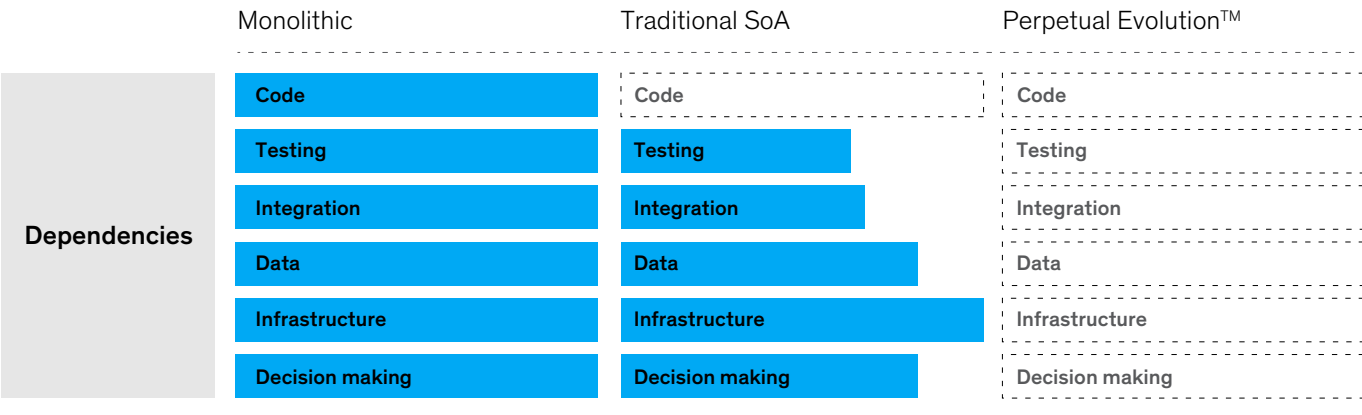 Monolithic
Traditional SoA
Perpetual Evolution™
Dependencies
Code
Code
Code
Testing
Testing
Testing
Integration
Integration
Integration
Data
Data
Data
Infrastructure
Infrastructure
Infrastructure
Decision making
Decision making
Decision making